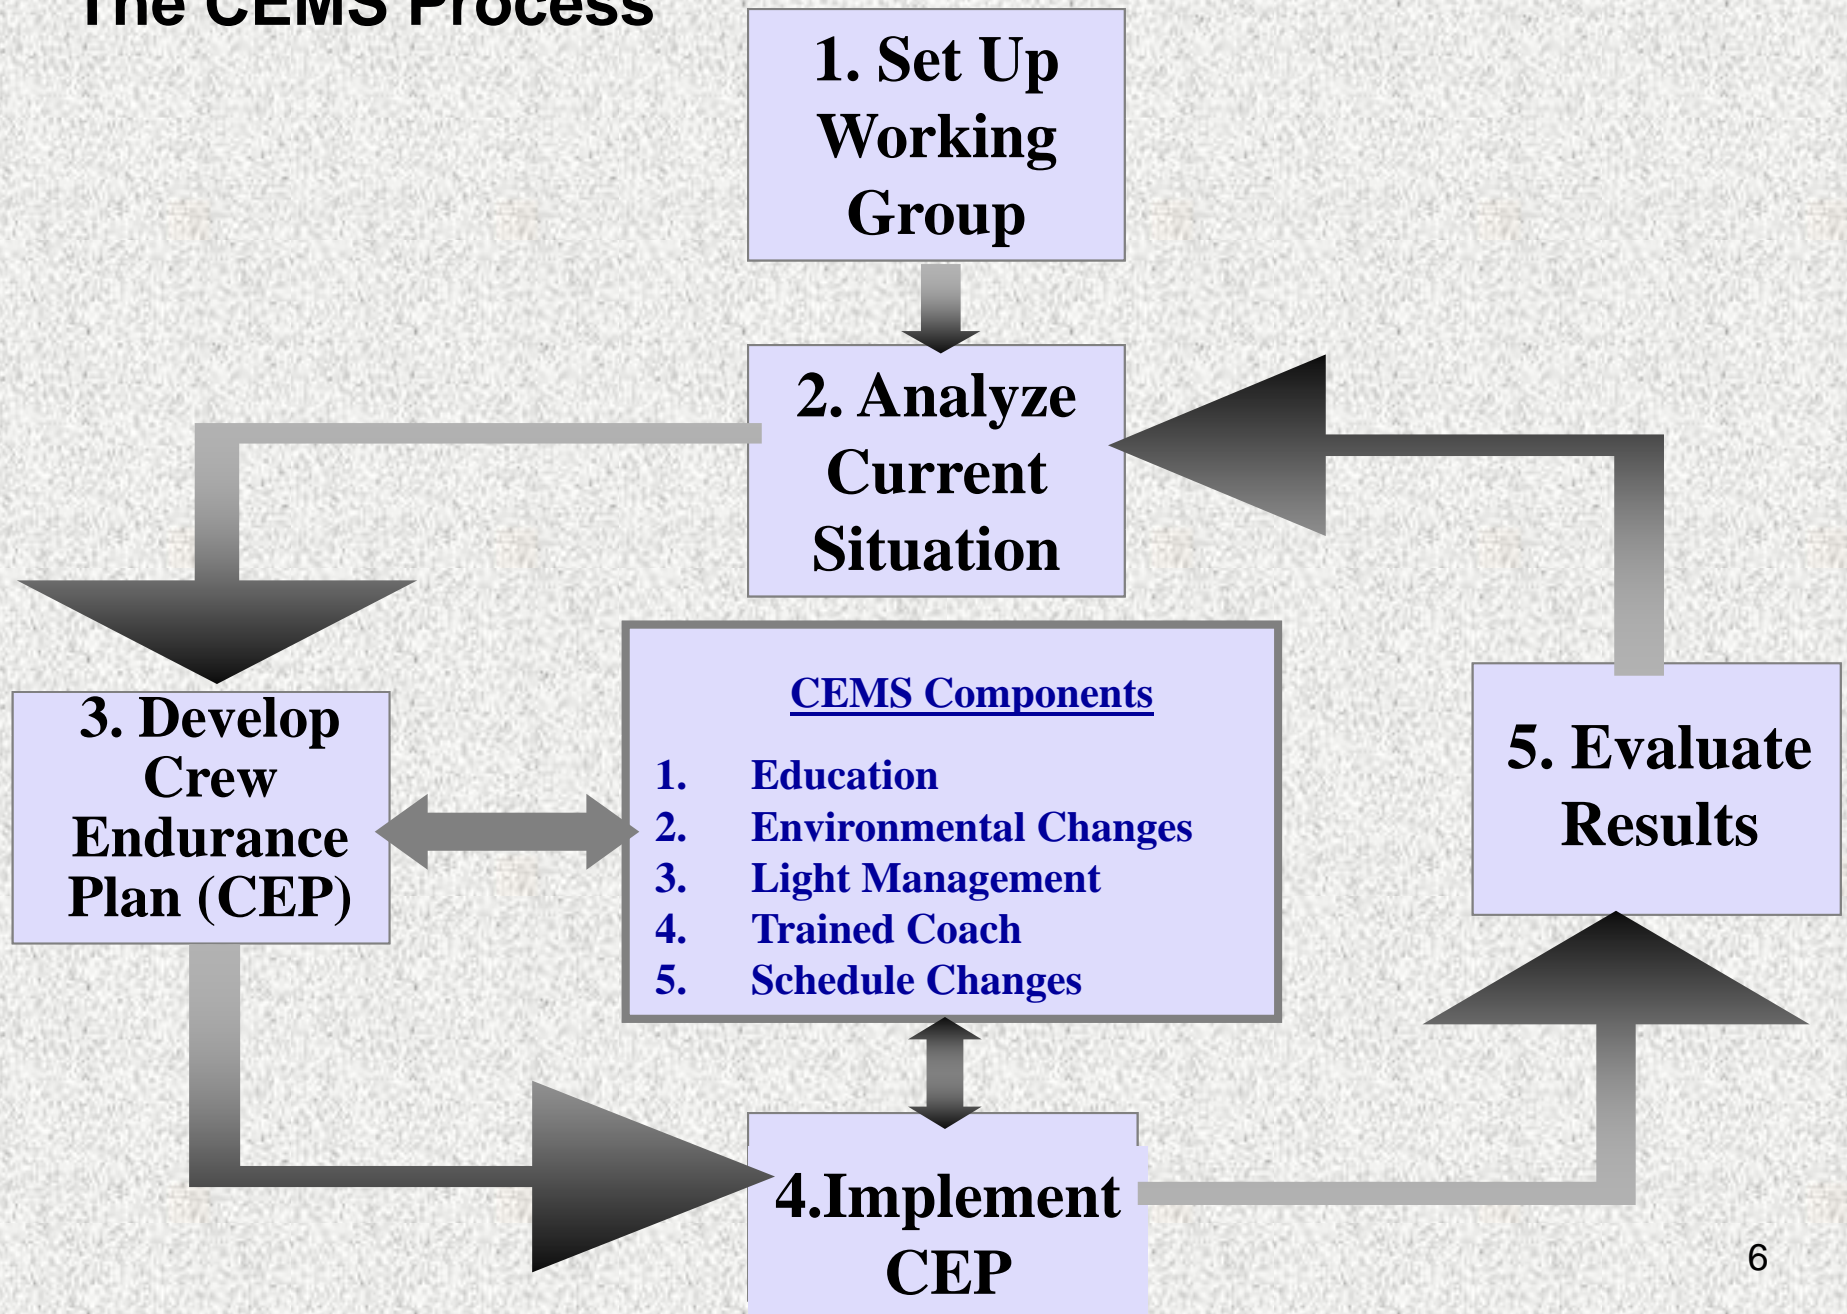 The CEMS Process
1. Set Up
Working
Group
2. Analyze
Current
Situation
3. Develop
Crew
Endurance
Plan (CEP)
CEMS Components
1. Education
2. Environmental Changes
3. Light Management
4. Trained Coach
5. Schedule Changes
5. Evaluate
Results
4.Implement
CEP
6